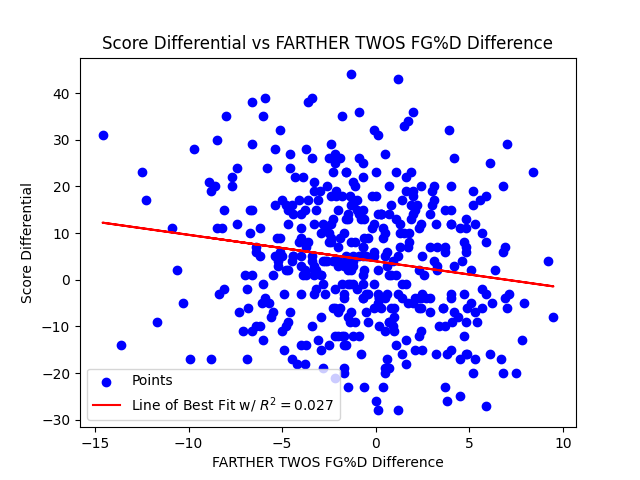 Score Differential vs FARTHER TWOS FG%D Difference
Score Differential
40
30
20
10
0
−10
−20
−30
Points
Line of Best Fit w/ R² = 0.027
−15
−10
−5
0
5
10
FARTHER TWOS FG%D Difference